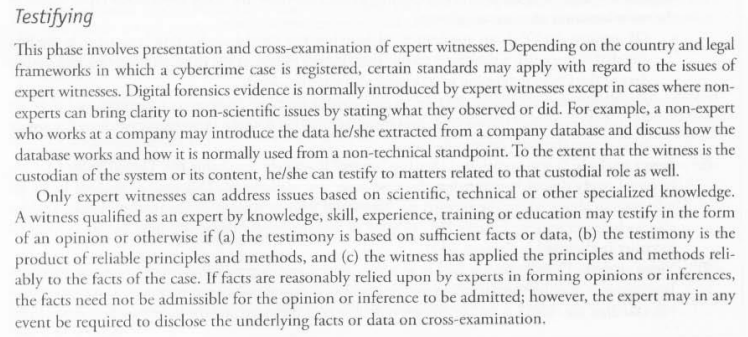 Testifying
This phase involves presentation and cross-examination of expert witnesses. Depending on the country and legal
frameworks in which a cybercrime case is registered, certain standards may apply with regard to the issues of
expert witnesses. Digital forensics evidence is normally introduced by expert witnesses except in cases where non-
experts can bring clarity to non-scientific issues by stating what they observed or did. For example, a non-expert
who works at a company may introduce the data he/she extracted from a company database and discuss how the
database works and how it is normally used from a non-technical standpoint. To the extent that the witness is the
custodian of the system or its content, he/she can testify to matters related to that custodial role as well.
Only expert witnesses can address issues based on scientific, technical or other specialized knowledge.
A witness qualified as an expert by knowledge, skill, experience, training or education may testify in the form
of an opinion or otherwise if (a) the testimony is based on sufficient facts or data, (b) the testimony is the
product of reliable principles and methods, and (c) the witness has applied the principles and methods reli-
ably to the facts of the case. If facts are reasonably relied upon by experts in forming opinions or inferences,
the facts need not be admissible for the opinion or inference to be admitted; however, the expert may in any
event be required to disclose the underlying facts or data on cross-examination.